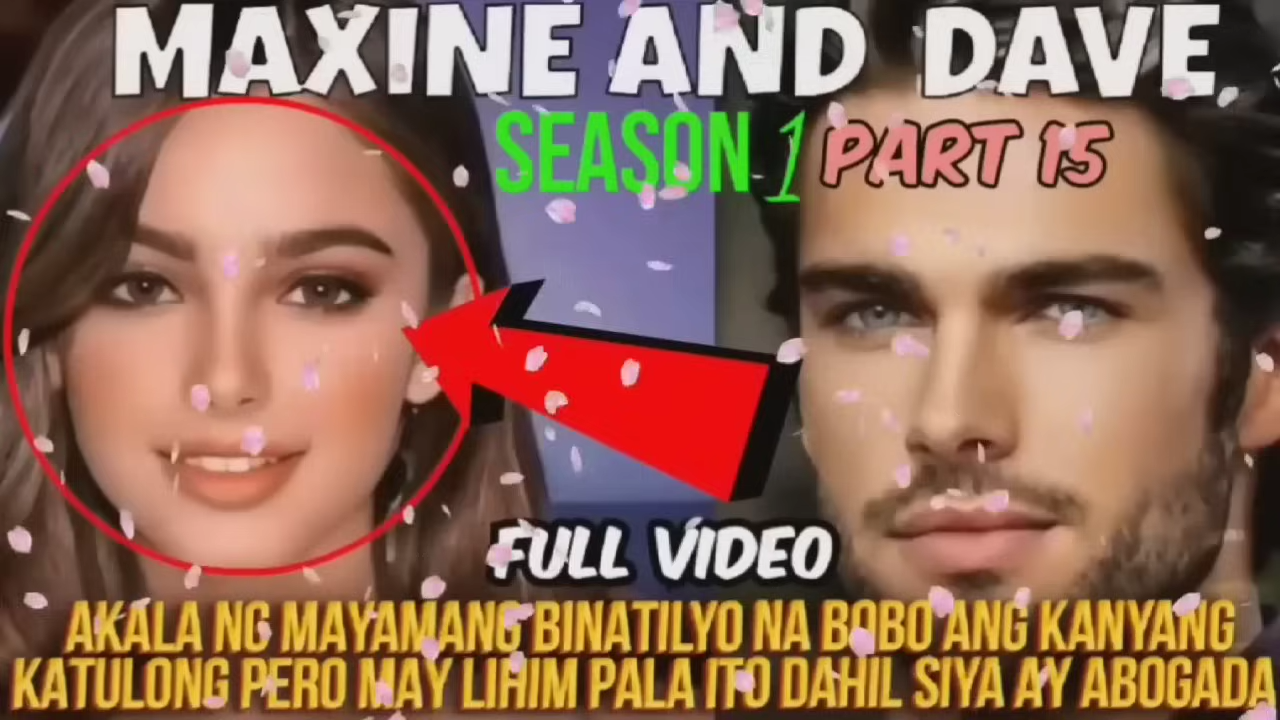 MAXINE AND DAVE
SEASON 1 PART 15
FULL VIDEO
AKALA NG MAYAMANG BINATILYO NA BOBO ANG KANYANG
KATULONG PERO MAY LIHIM PALA ITO DAHIL SIYA AY ABOGADA